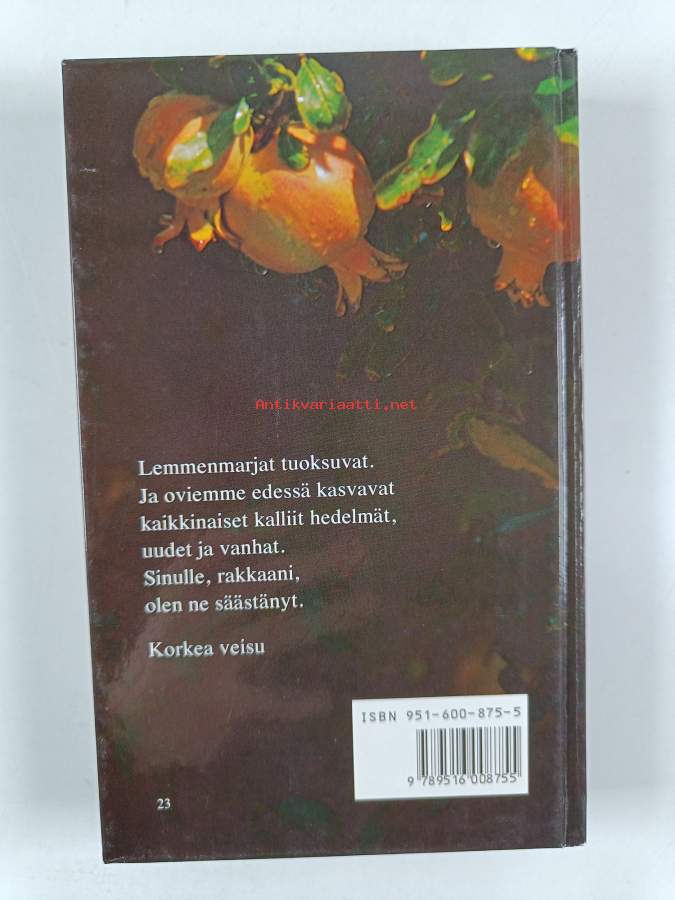 Antikvariaatti.net
Lemmenmarjat tuoksuvat.
Ja oviemme edessä kasvavat
kaikkinaiset kalliit hedelmät,
uudet ja vanhat.
Sinulle, rakkaani,
olen ne säästänyt.
Korkea veisu
ISBN 951-600-875-5
9 789516 008755
23